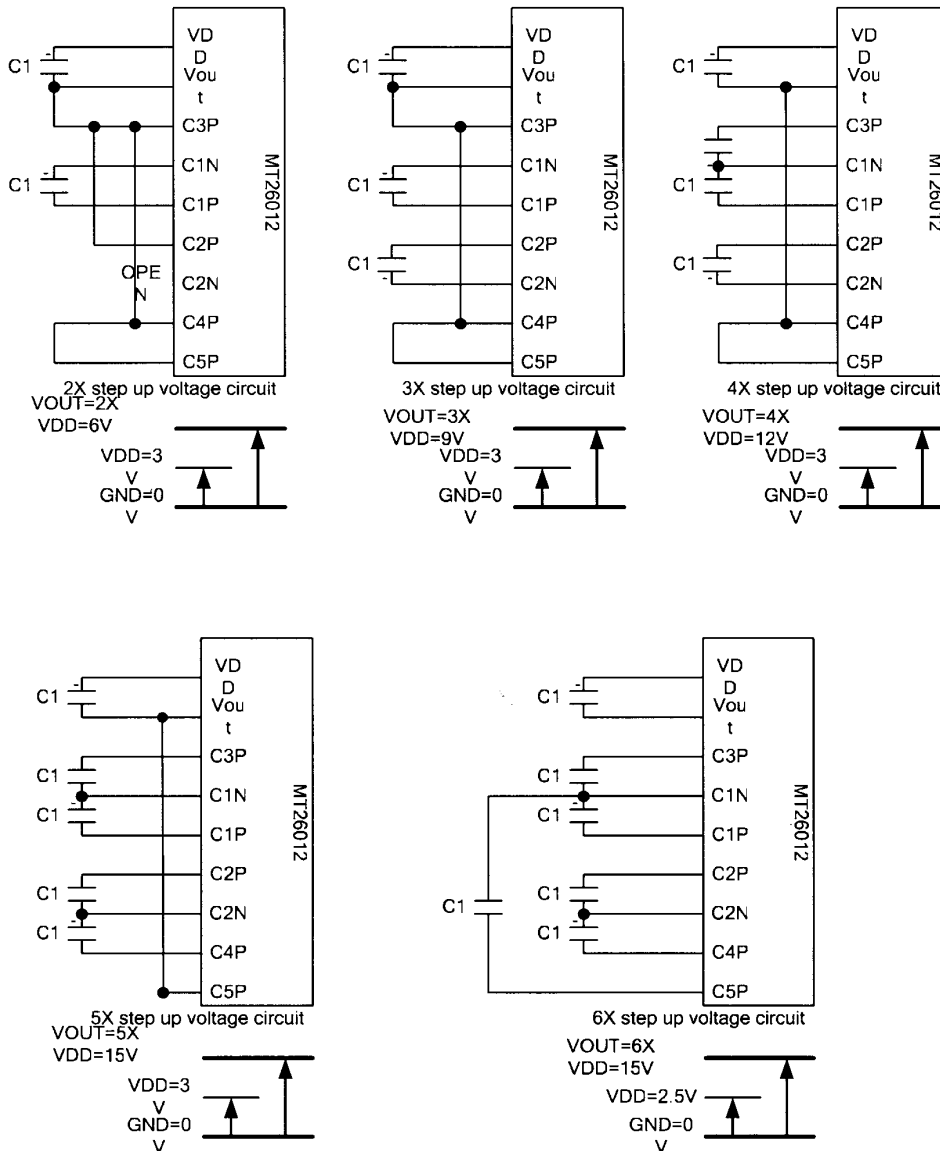 VD
D
Vou
t
C3P
C1N
C1P
C2P
C2N
C4P
C5P
MT26012
C1
C1
OPE
N
2X step up voltage circuit
VOUT=2X
VDD=6V
VDD=3
V
GND=0
V
VD
D
Vou
t
C3P
C1N
C1P
C2P
C2N
C4P
C5P
MT26012
C1
C1
C1
3X step up voltage circuit
VOUT=3X
VDD=9V
VDD=3
V
GND=0
V
VD
D
Vou
t
C3P
C1N
C1P
C2P
C2N
C4P
C5P
MT26012
C1
C1
C1
4X step up voltage circuit
VOUT=4X
VDD=12V
VDD=3
V
GND=0
V
VD
D
Vou
t
C3P
C1N
C1P
C2P
C2N
C4P
C5P
MT26012
C1
C1
C1
C1
C1
5X step up voltage circuit
VOUT=5X
VDD=15V
VDD=3
V
GND=0
V
VD
D
Vou
t
C3P
C1N
C1P
C2P
C2N
C4P
C5P
MT26012
C1
C1
C1
C1
C1
C1
6X step up voltage circuit
VOUT=6X
VDD=15V
VDD=2.5V
GND=0
V